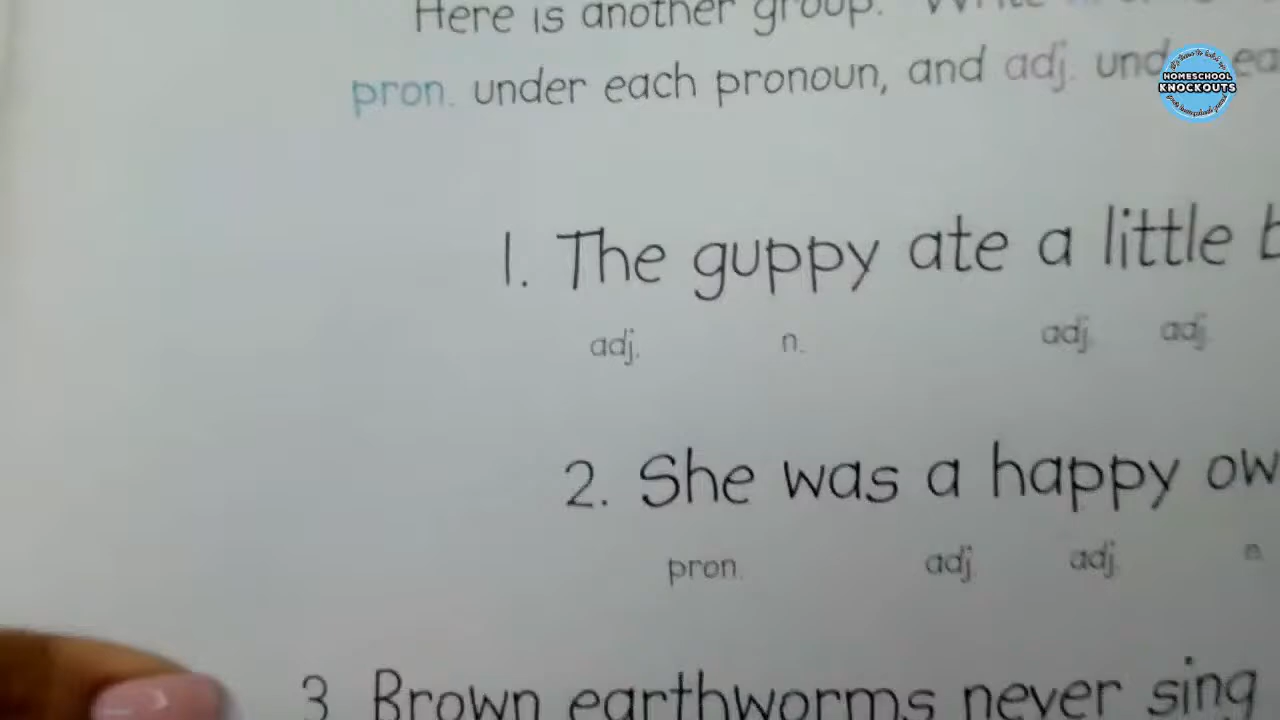 Here is another group.
pron. under each pronoun, and adj.
HOMESCHOOL
KNOCKOUTS
1. The guppy ate a little
adj. n. adj. adj.
2. She was a happy
pron. adj. adj. n.
3 Brown earthworms never sing